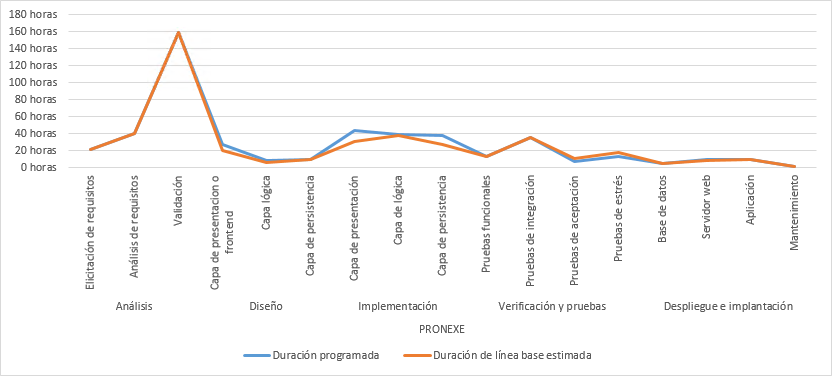 180 horas
160 horas
140 horas
120 horas
100 horas
80 horas
60 horas
40 horas
20 horas
0 horas
Elicitación de requisitos
Análisis de requisitos
Validación
Capa de presentacion o
frontend
Capa lógica
Capa de persistencia
Capa de presentación
Capa de lógica
Capa de persistencia
Pruebas funcionales
Pruebas de integración
Pruebas de aceptación
Pruebas de estrés
Base de datos
Servidor web
Aplicación
Mantenimiento
Análisis
Diseño
Implementación
Verificación y pruebas
Despliegue e implantación
PRONEXE
Duración programada
Duración de línea base estimada